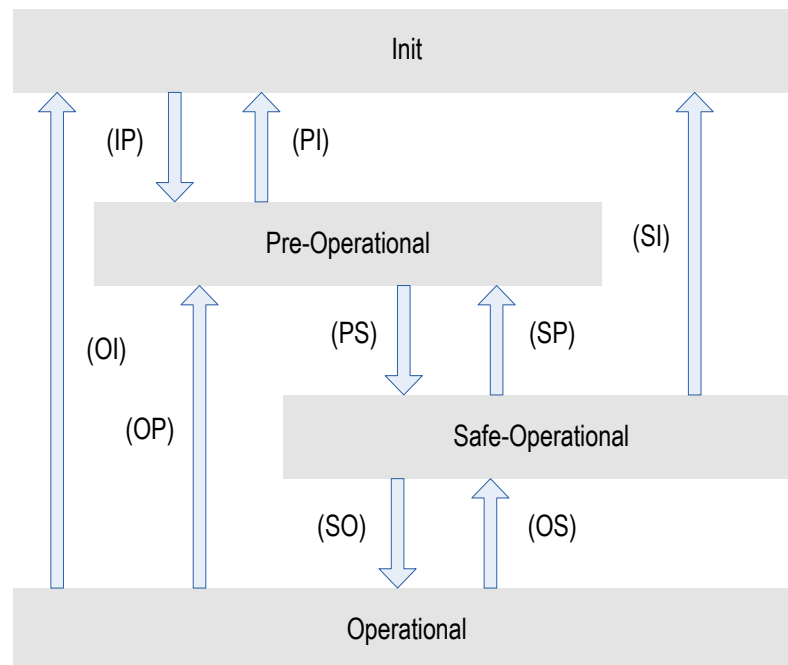 Init
(IP)
(PI)
Pre-Operational
(SI)
(PS)
(SP)
(OI)
(OP)
Safe-Operational
(SO)
(OS)
Operational